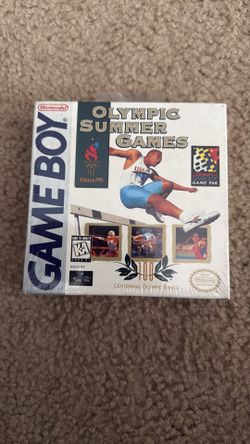 Nintendo
GAME BOY
OLYMPIC
SUMMER
GAMES
Atlanta 1996
GAME PAK
K-A
CENTENNIAL OLYMPIC GAMES